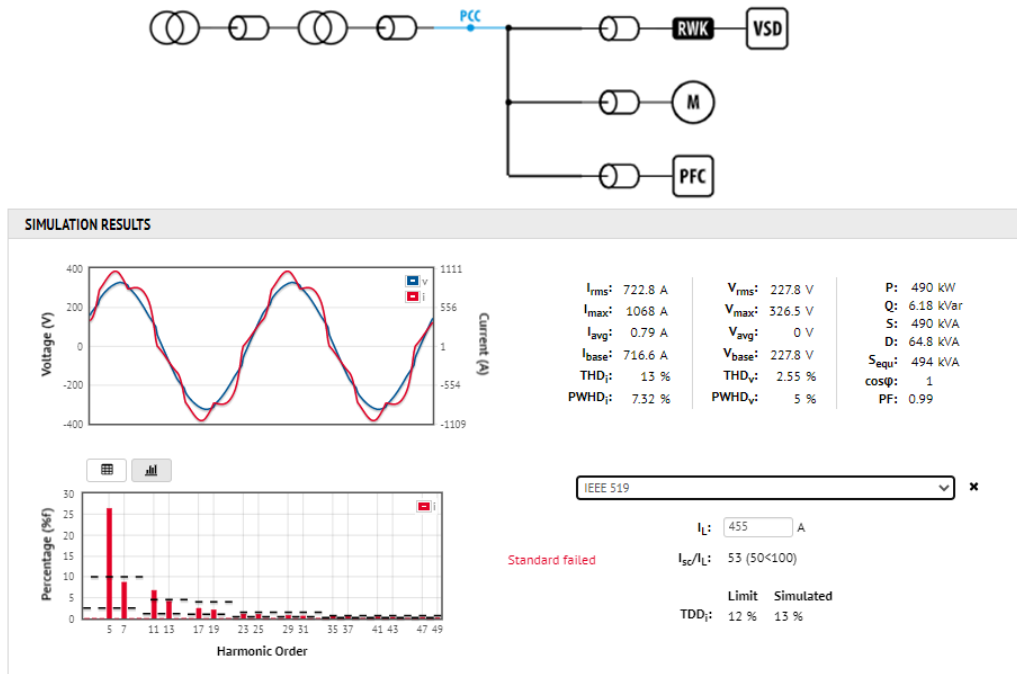 PCC
RWK
VSD
M
PFC
SIMULATION RESULTS
Voltage (V)
400
200
0
-200
-400
v
i
1111
556
1
-554
-1109
Current (A)
Irms: 722.8 A
Imax: 1068 A
Iavg: 0.79 A
Ibase: 716.6 A
THDi: 13 %
PWHDi: 7.32 %
Vrms: 227.8 V
Vmax: 326.5 V
Vavg: 0 V
Vbase: 227.8 V
THDv: 2.55 %
PWHDv: 5 %
P: 490 kW
Q: 6.18 kVar
S: 490 kVA
D: 64.8 kVA
Sequ: 494 kVA
cosφ: 1
PF: 0.99
Percentage (%f)
30
25
20
15
10
5
0
i
5 7 11 13 17 19 23 25 29 31 35 37 41 43 47 49
Harmonic Order
IEEE 519
IL: 455 A
Standard failed
Isc/IL: 53 (50<100)
Limit Simulated
TDDi: 12 % 13 %